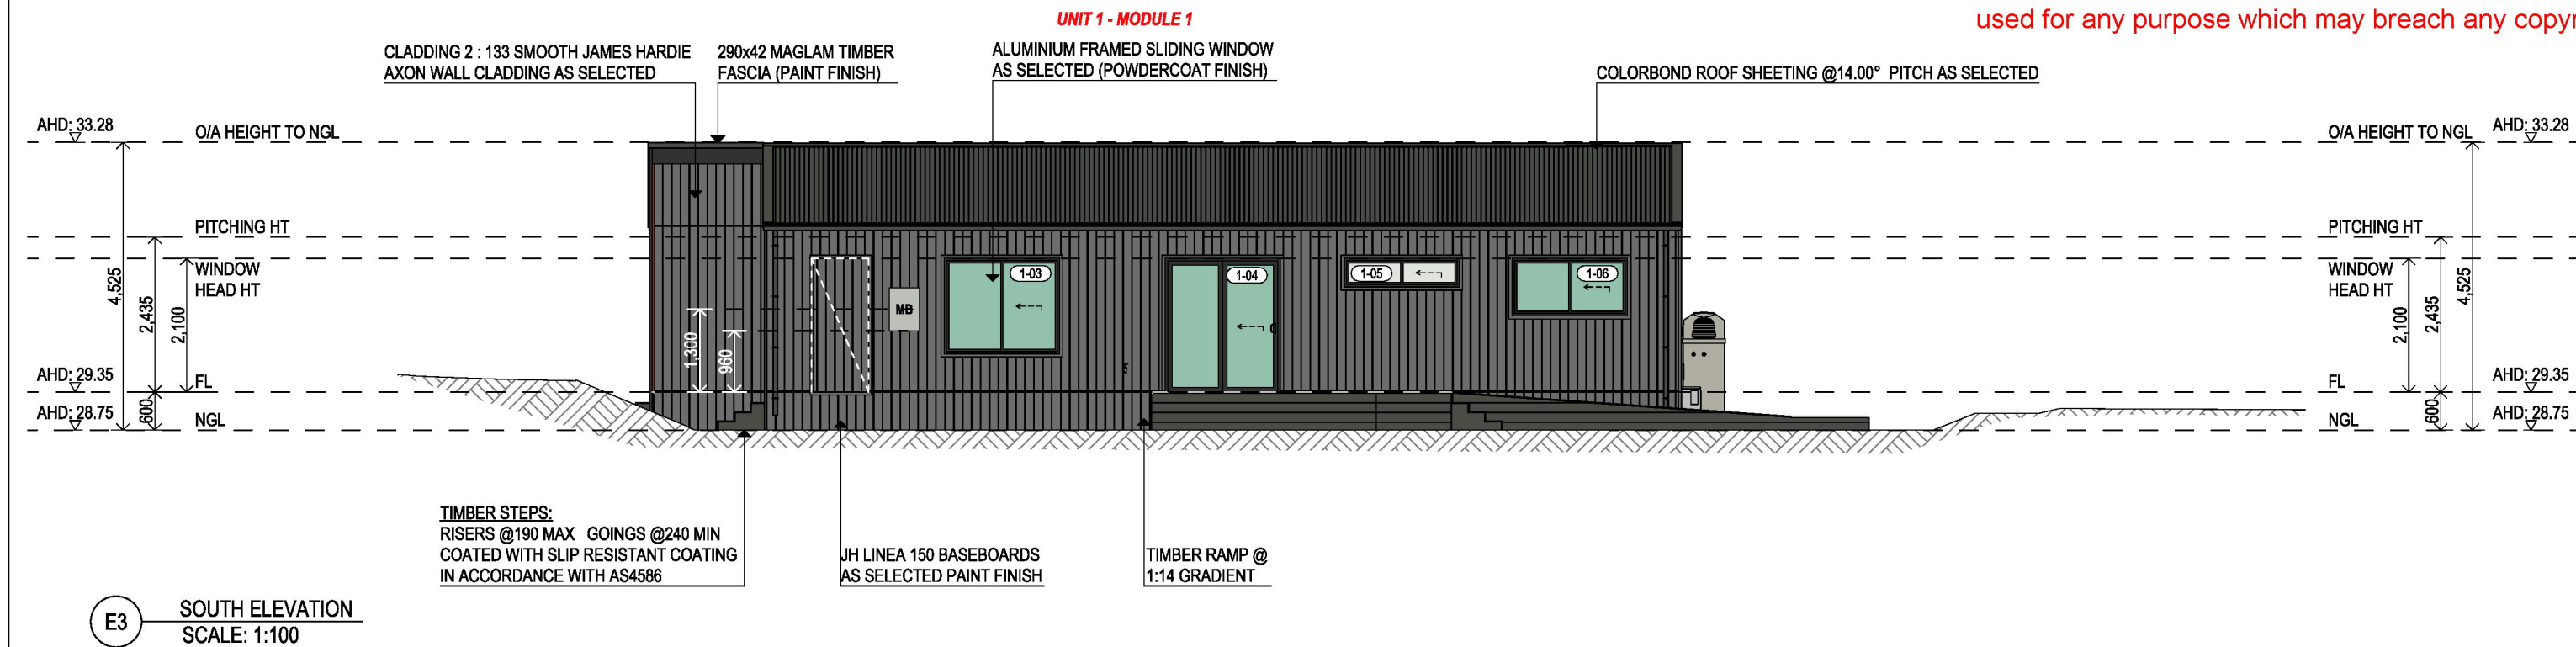 UNIT 1 - MODULE 1
used for any purpose which may breach any copyr
CLADDING 2 : 133 SMOOTH JAMES HARDIE
AXON WALL CLADDING AS SELECTED
290x42 MAGLAM TIMBER
FASCIA (PAINT FINISH)
ALUMINIUM FRAMED SLIDING WINDOW
AS SELECTED (POWDERCOAT FINISH)
COLORBOND ROOF SHEETING @14.00° PITCH AS SELECTED
AHD: 33.28
O/A HEIGHT TO NGL
PITCHING HT
WINDOW
HEAD HT
4,525
2,435
2,100
AHD: 29.35
FL
600
AHD: 28.75
NGL
1,300
960
MB
1-03
1-04
1-05
1-06
O/A HEIGHT TO NGL
AHD: 33.28
PITCHING HT
WINDOW
HEAD HT
2,100
2,435
4,525
FL
AHD: 29.35
600
NGL
AHD: 28.75
TIMBER STEPS:
RISERS @190 MAX GOINGS @240 MIN
COATED WITH SLIP RESISTANT COATING
IN ACCORDANCE WITH AS4586
JH LINEA 150 BASEBOARDS
AS SELECTED PAINT FINISH
TIMBER RAMP @
1:14 GRADIENT
E3
SOUTH ELEVATION
SCALE: 1:100